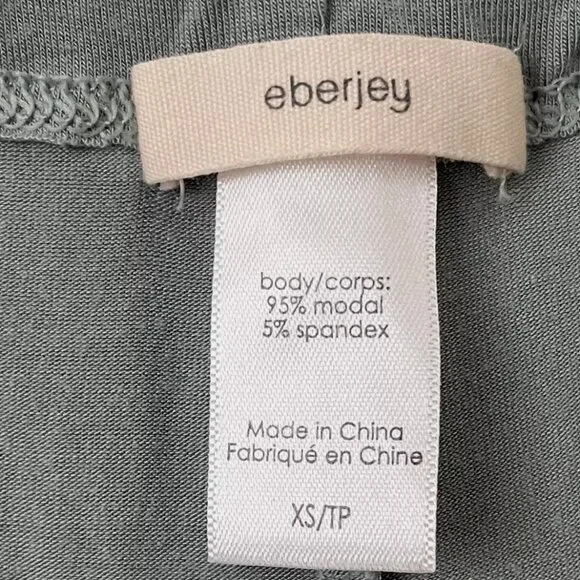 eberjey
body/corps:
95% modal
5% spandex
Made in China
Fabriqué en Chine
XS/TP